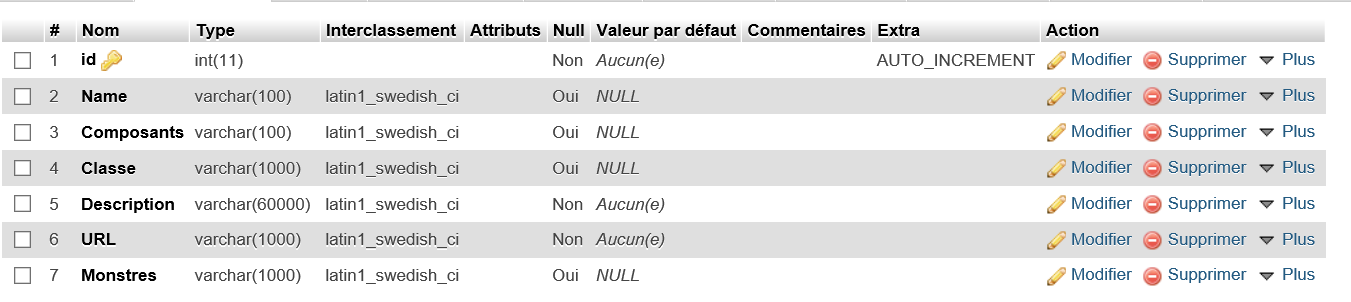 # Nom Type Interclassement Attributs Null Valeur par défaut Commentaires Extra Action
1 id int(11) Non Aucun(e) AUTO_INCREMENT Modifier Supprimer Plus
2 Name varchar(100) latin1_swedish_ci Oui NULL Modifier Supprimer Plus
3 Composants varchar(100) latin1_swedish_ci Oui NULL Modifier Supprimer Plus
4 Classe varchar(1000) latin1_swedish_ci Oui NULL Modifier Supprimer Plus
5 Description varchar(60000) latin1_swedish_ci Non Aucun(e) Modifier Supprimer Plus
6 URL varchar(1000) latin1_swedish_ci Non Aucun(e) Modifier Supprimer Plus
7 Monstres varchar(1000) latin1_swedish_ci Oui NULL Modifier Supprimer Plus